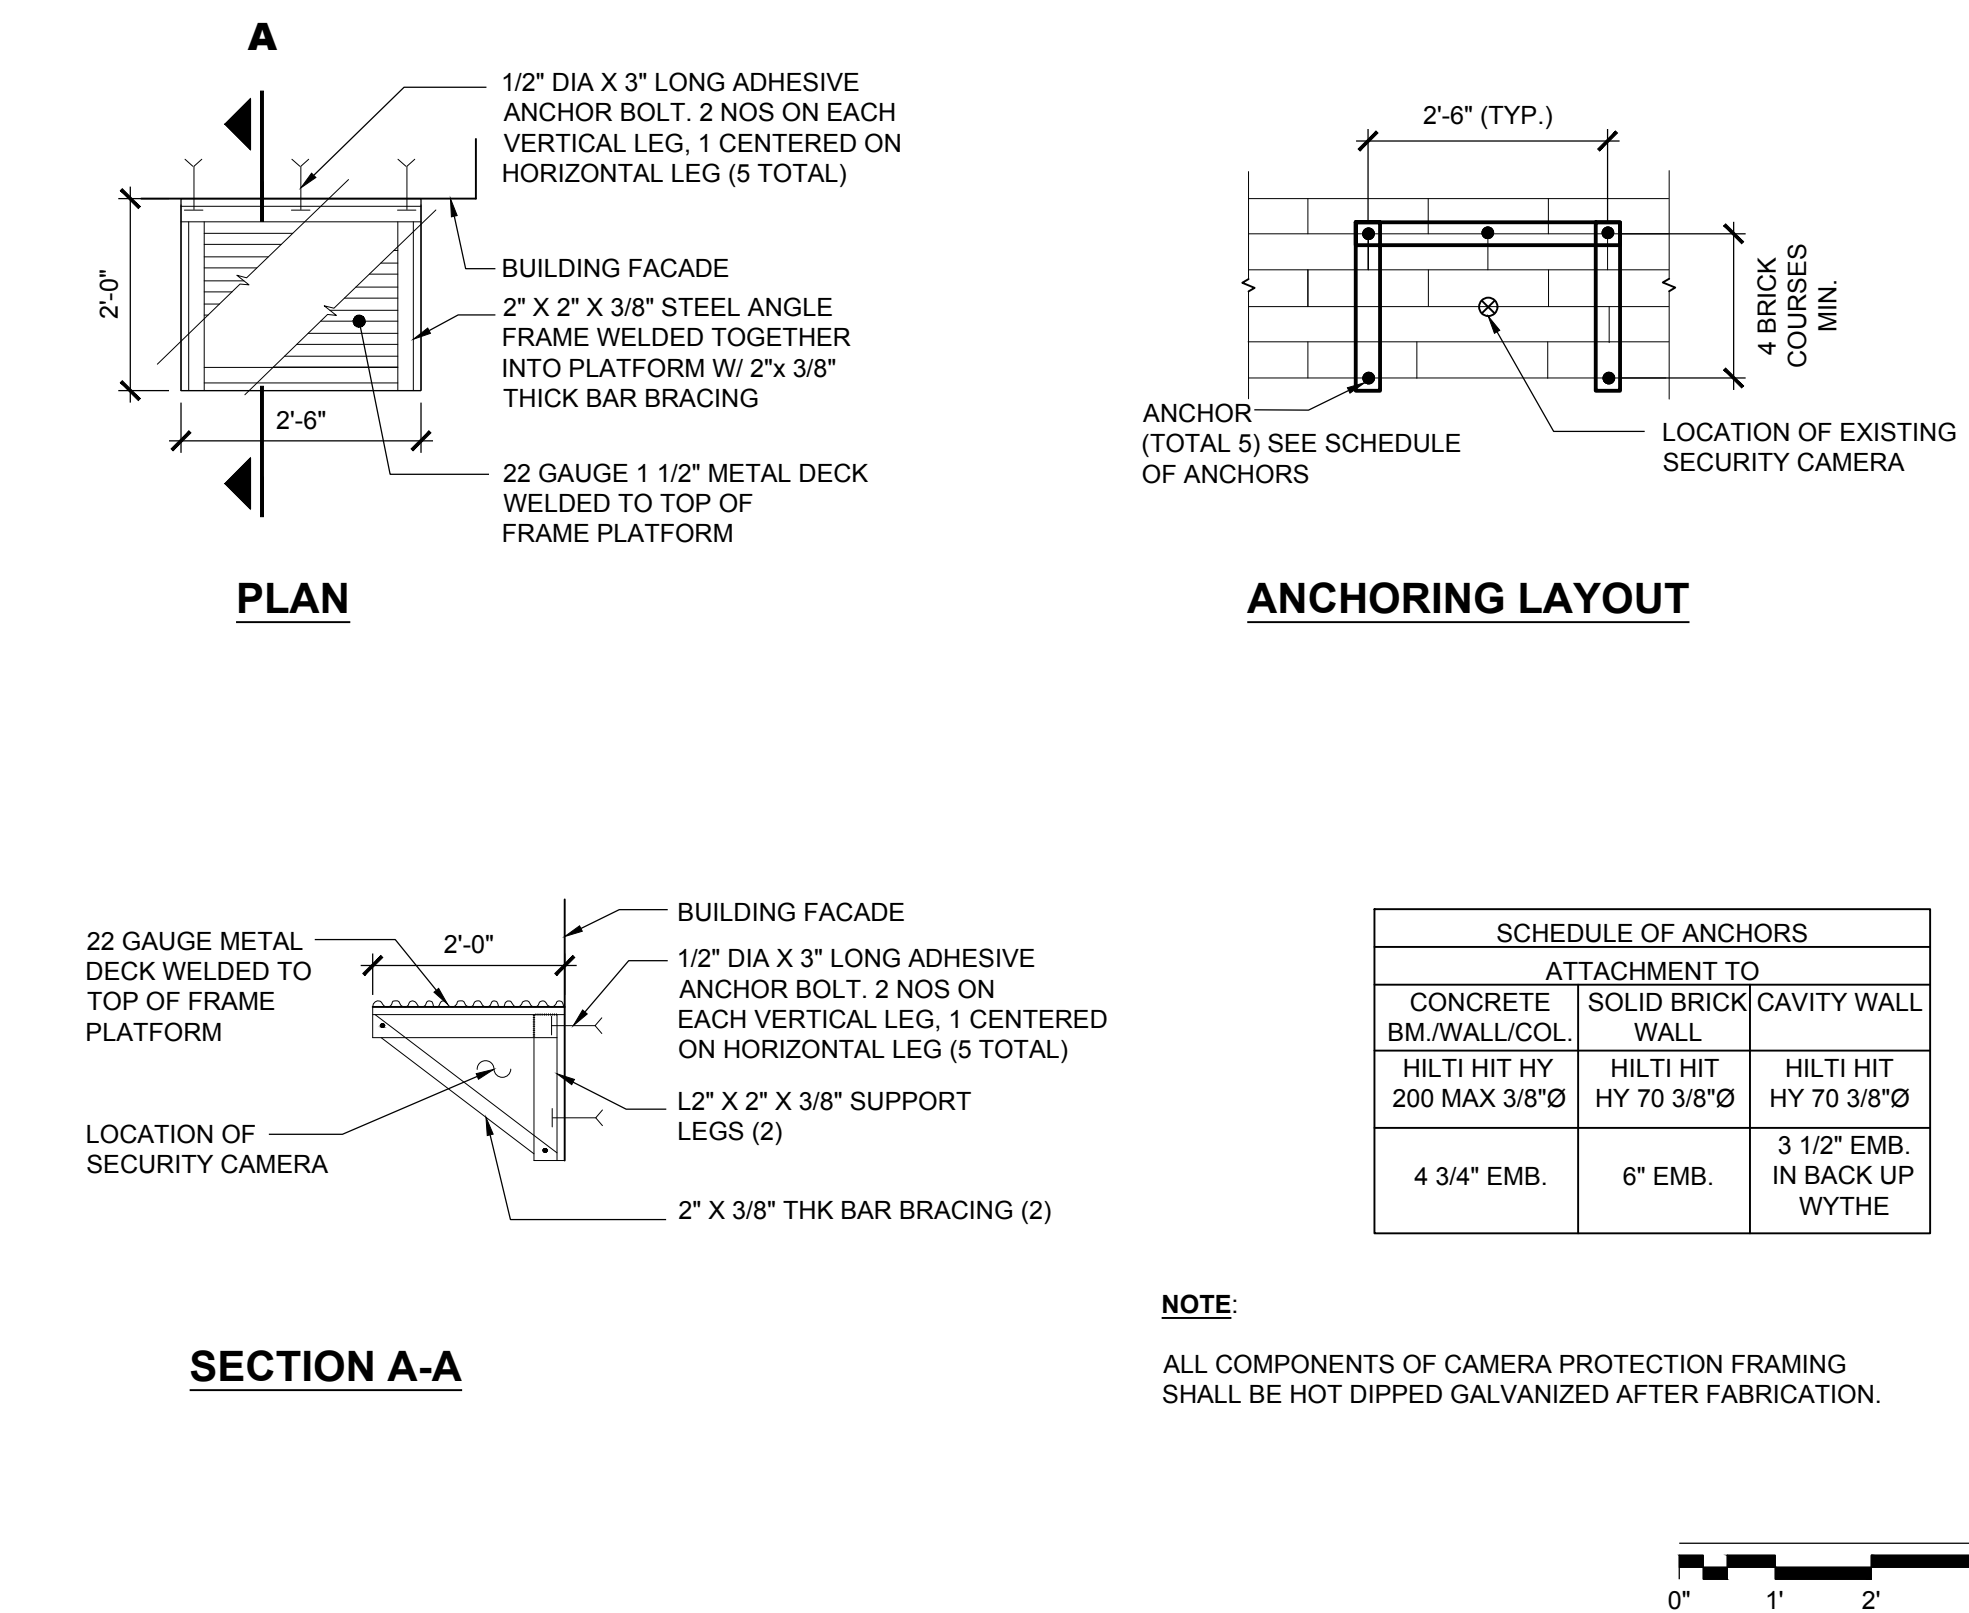 A
1/2" DIA X 3" LONG ADHESIVE
ANCHOR BOLT. 2 NOS ON EACH
VERTICAL LEG, 1 CENTERED ON
HORIZONTAL LEG (5 TOTAL)
BUILDING FACADE
2" X 2" X 3/8" STEEL ANGLE
FRAME WELDED TOGETHER
INTO PLATFORM W/ 2"x 3/8"
THICK BAR BRACING
2'-0"
2'-6"
22 GAUGE 1 1/2" METAL DECK
WELDED TO TOP OF
FRAME PLATFORM
PLAN
2'-6" (TYP.)
4 BRICK
COURSES
MIN.
ANCHOR
(TOTAL 5) SEE SCHEDULE
OF ANCHORS
LOCATION OF EXISTING
SECURITY CAMERA
ANCHORING LAYOUT
22 GAUGE METAL
DECK WELDED TO
TOP OF FRAME
PLATFORM
2'-0"
BUILDING FACADE
1/2" DIA X 3" LONG ADHESIVE
ANCHOR BOLT. 2 NOS ON
EACH VERTICAL LEG, 1 CENTERED
ON HORIZONTAL LEG (5 TOTAL)
L2" X 2" X 3/8" SUPPORT
LEGS (2)
LOCATION OF
SECURITY CAMERA
2" X 3/8" THK BAR BRACING (2)
SECTION A-A
SCHEDULE OF ANCHORS
ATTACHMENT TO
CONCRETE
BM./WALL/COL.
SOLID BRICK
WALL
CAVITY WALL
HILTI HIT HY
200 MAX 3/8"Ø
HILTI HIT
HY 70 3/8"Ø
HILTI HIT
HY 70 3/8"Ø
4 3/4" EMB.
6" EMB.
3 1/2" EMB.
IN BACK UP
WYTHE
NOTE:
ALL COMPONENTS OF CAMERA PROTECTION FRAMING
SHALL BE HOT DIPPED GALVANIZED AFTER FABRICATION.
0" 1' 2'